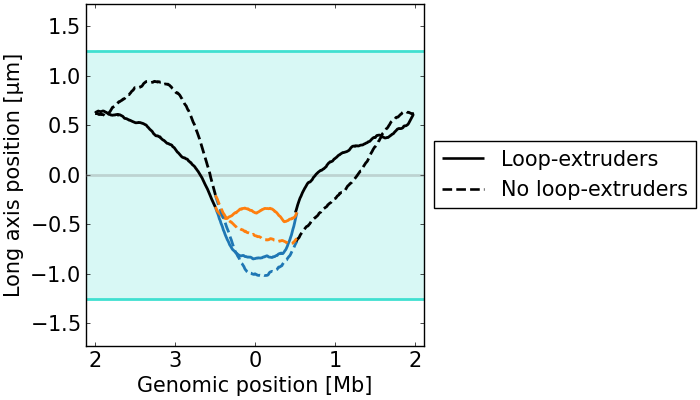 1.5
1.0
0.5
0.0
−0.5
−1.0
−1.5
Long axis position [μm]
2 3 0 1 2
Genomic position [Mb]
Loop-extruders
No loop-extruders